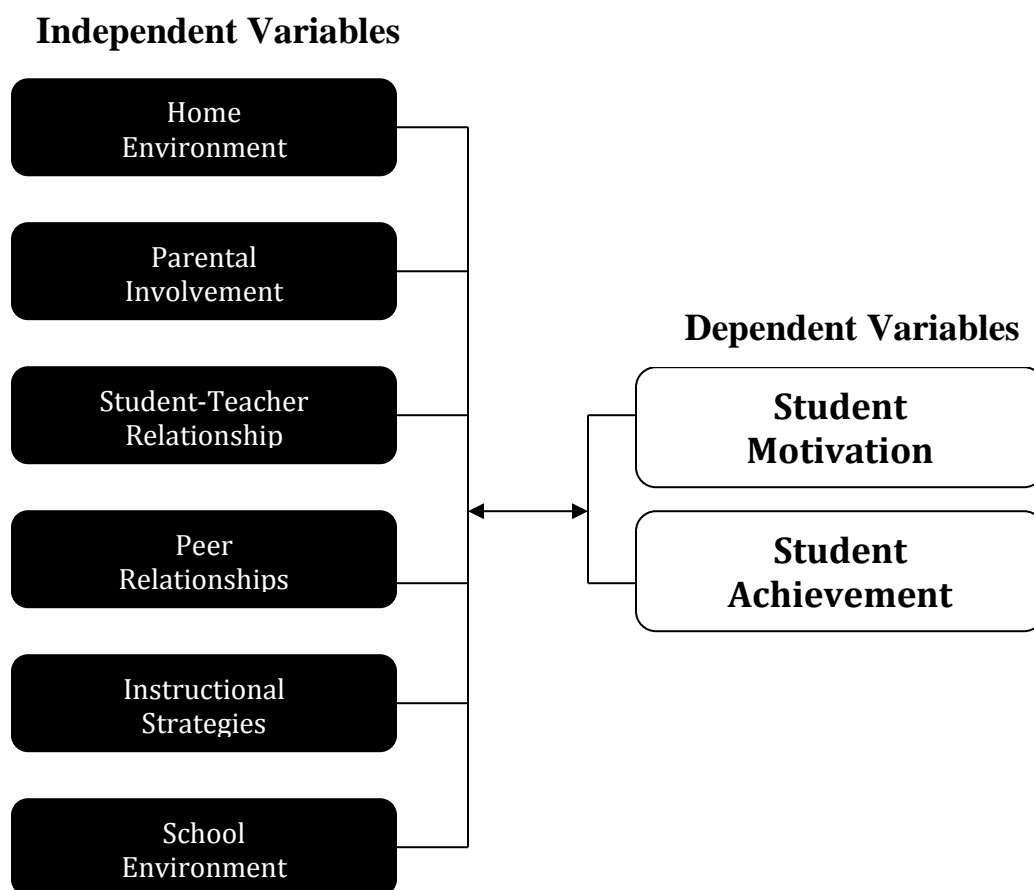 Independent Variables
Home
Environment
Parental
Involvement
Student-Teacher
Relationship
Peer
Relationships
Instructional
Strategies
School
Environment
Dependent Variables
Student
Motivation
Student
Achievement